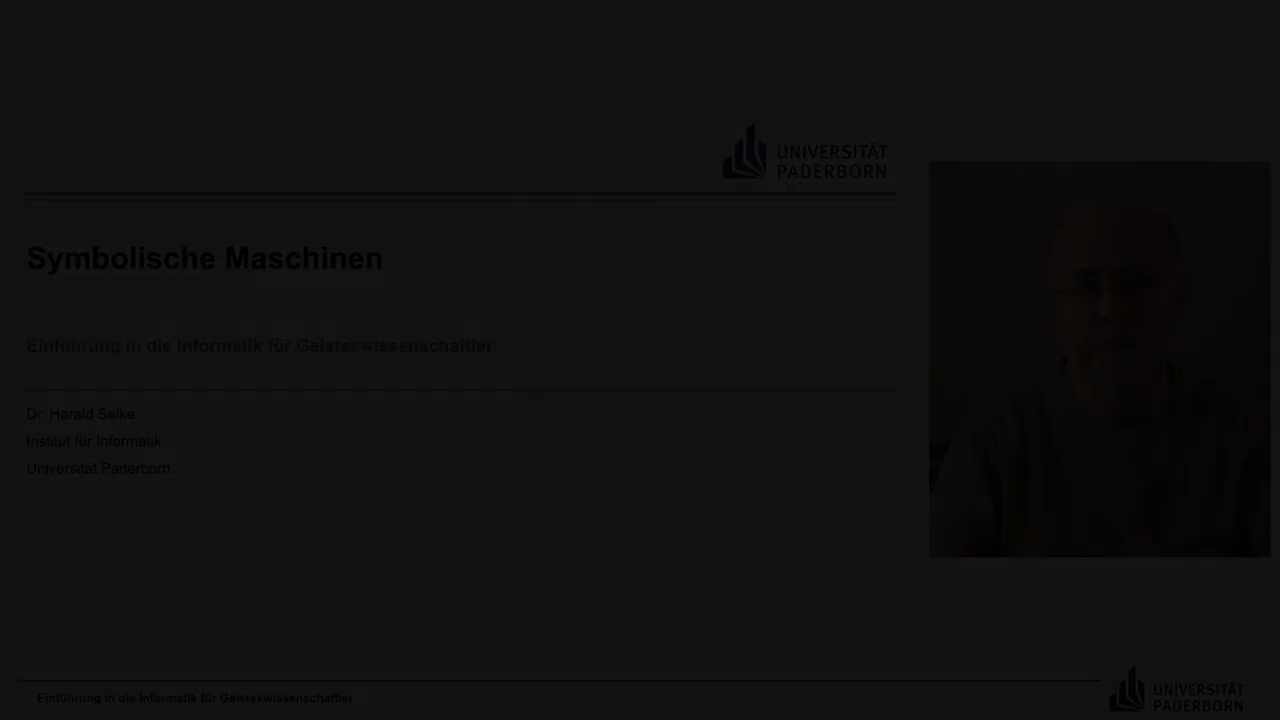 UNIVERSITÄT
PADERBORN
Symbolische Maschinen
Einführung in die Informatik für Geisteswissenschaftler
Dr. Harald Selke
Institut für Informatik
Universität Paderborn
Einführung in die Informatik für Geisteswissenschaftler
UNIVERSITÄT
PADERBORN